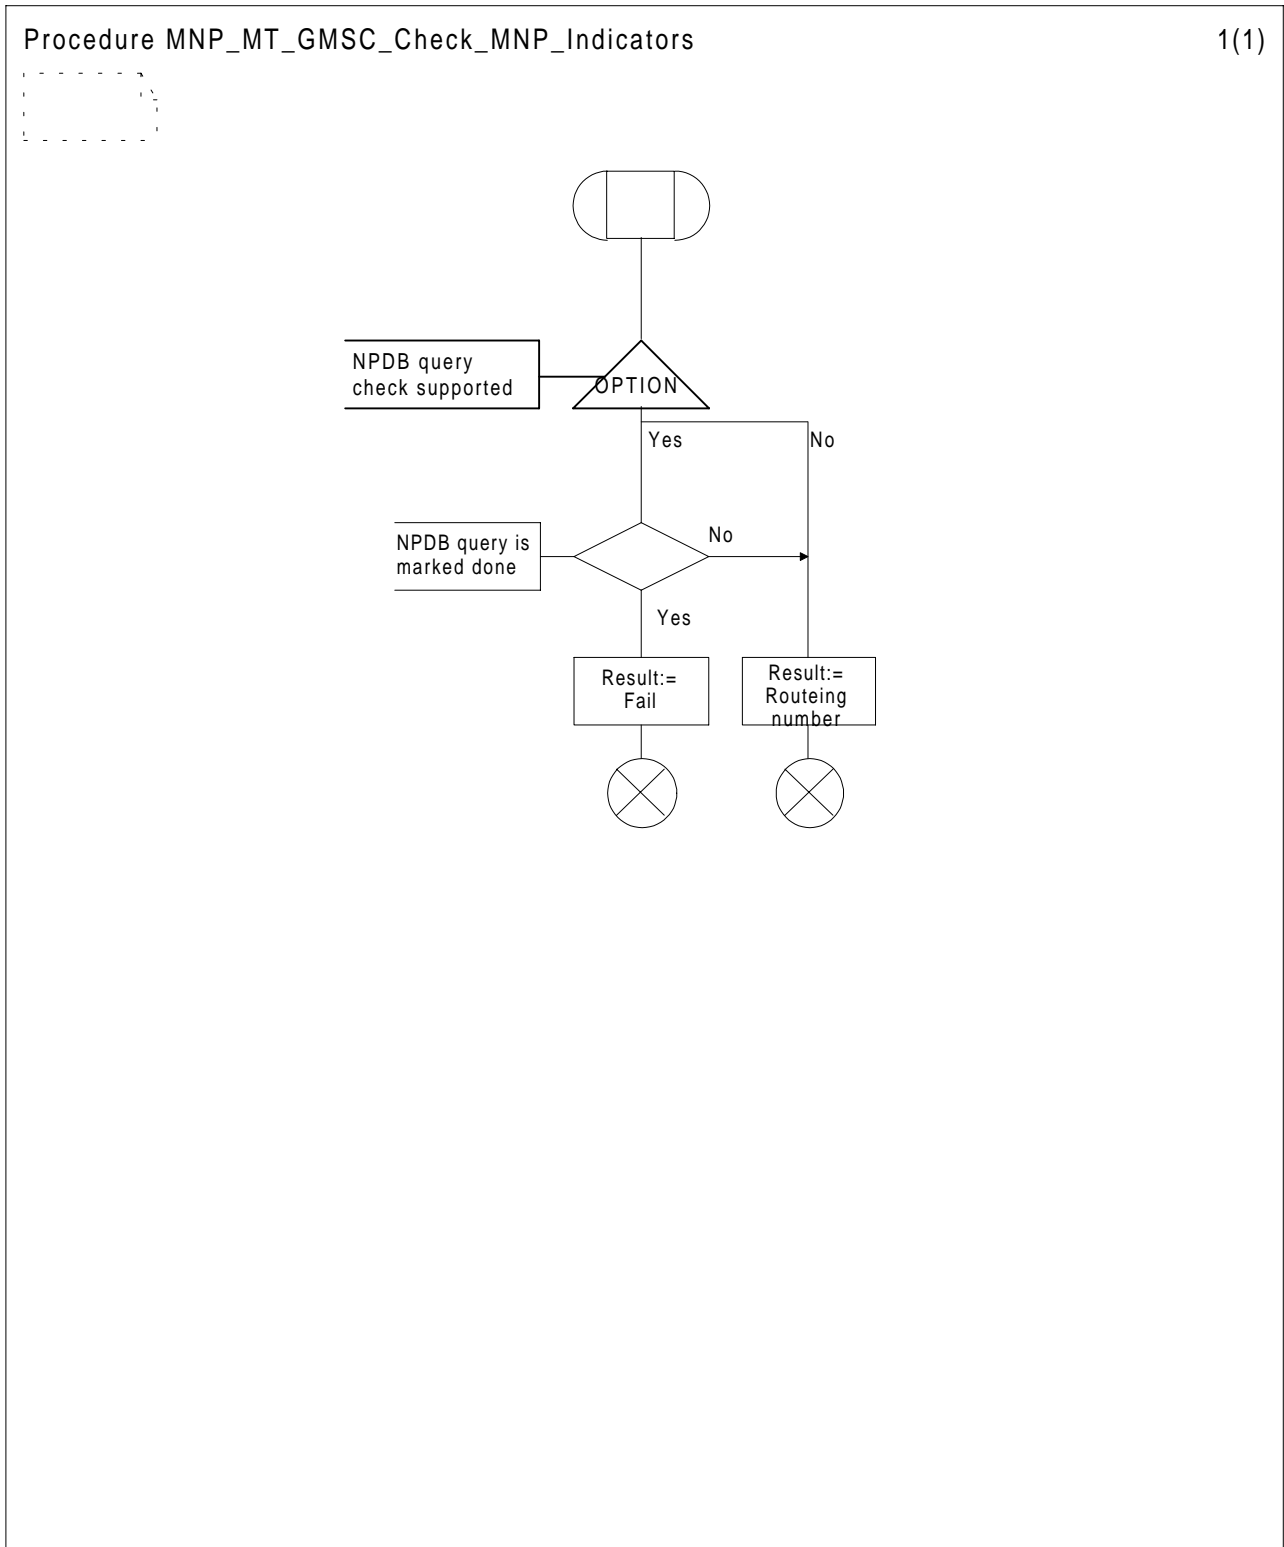 Procedure MNP_MT_GMSC_Check_MNP_Indicators
1(1)
NPDB query
check supported
OPTION
Yes
No
NPDB query is
marked done
No
Yes
Result:=
Fail
Result:=
Routeing
number